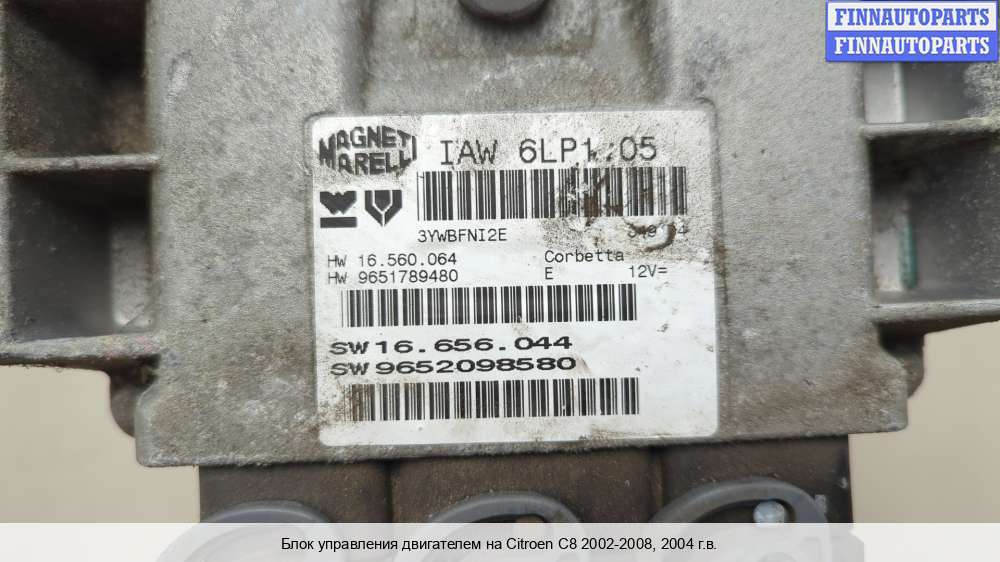 FINNAUTOPARTS
FINNAUTOPARTS
MAGNETI
MARELLI
IAW 6LP1.05
3YWBFNI2E
HW 16.560.064 Corbetta
HW 9651789480 E 12V=
SW 16.656.044
SW 9652098580
Блок управления двигателем на Citroen C8 2002-2008, 2004 г.в.